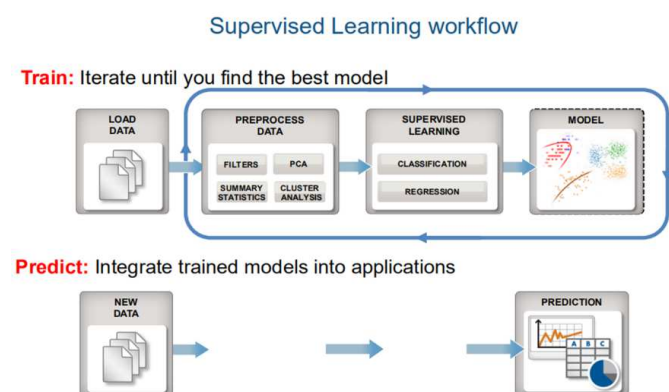 Supervised Learning workflow
Train: Iterate until you find the best model
LOAD
DATA
PREPROCESS
DATA
FILTERS
PCA
SUMMARY
STATISTICS
CLUSTER
ANALYSIS
SUPERVISED
LEARNING
CLASSIFICATION
REGRESSION
MODEL
Predict: Integrate trained models into applications
NEW
DATA
PREDICTION
A B C